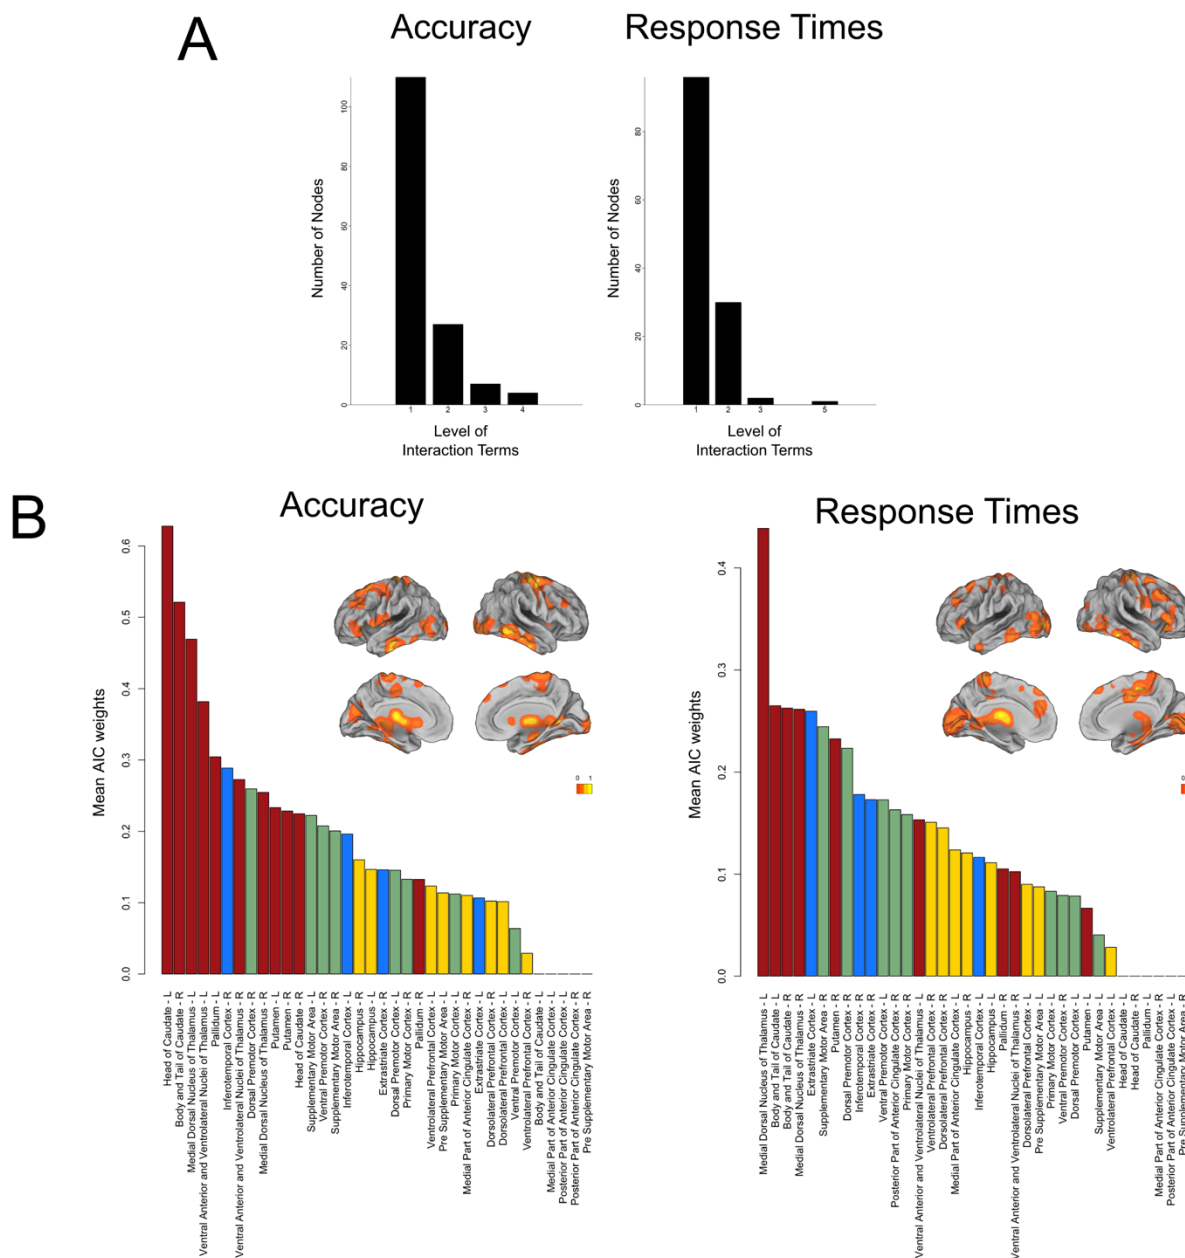 A
Accuracy
Response Times
Number of Nodes
0
20
40
60
80
100
1
2
3
4
Level of
Interaction Terms
Number of Nodes
0
20
40
60
80
1
2
3
5
Level of
Interaction Terms
B
Accuracy
Response Times
Mean AIC weights
0.0
0.1
0.2
0.3
0.4
0.5
0.6
0
1
Head of Caudate - L
Body and Tail of Caudate - R
Medial Dorsal Nucleus of Thalamus - L
Ventral Anterior and Ventrolateral Nuclei of Thalamus - L
Pallidum - L
Inferotemporal Cortex - R
Ventral Anterior and Ventrolateral Nuclei of Thalamus - R
Dorsal Premotor Cortex - R
Medial Dorsal Nucleus of Thalamus - R
Putamen - L
Putamen - R
Head of Caudate - R
Supplementary Motor Area - L
Ventral Premotor Cortex - R
Supplementary Motor Area - R
Inferotemporal Cortex - L
Hippocampus - R
Hippocampus - L
Extrastriate Cortex - R
Dorsal Premotor Cortex - L
Primary Motor Cortex - R
Pallidum - R
Ventrolateral Prefrontal Cortex - L
Pre Supplementary Motor Area - L
Primary Motor Cortex - L
Medial Part of Anterior Cingulate Cortex - R
Extrastriate Cortex - L
Dorsolateral Prefrontal Cortex - R
Dorsolateral Prefrontal Cortex - L
Ventral Premotor Cortex - L
Ventrolateral Prefrontal Cortex - R
Body and Tail of Caudate - L
Medial Part of Anterior Cingulate Cortex - L
Posterior Part of Anterior Cingulate Cortex - L
Posterior Part of Anterior Cingulate Cortex - R
Pre Supplementary Motor Area - R
Mean AIC weights
0.0
0.1
0.2
0.3
0.4
0
Medial Dorsal Nucleus of Thalamus - L
Body and Tail of Caudate - L
Body and Tail of Caudate - R
Medial Dorsal Nucleus of Thalamus - R
Extrastriate Cortex - L
Supplementary Motor Area - R
Putamen - R
Dorsal Premotor Cortex - R
Inferotemporal Cortex - R
Extrastriate Cortex - R
Ventral Premotor Cortex - L
Posterior Part of Anterior Cingulate Cortex - R
Primary Motor Cortex - R
Ventral Anterior and Ventrolateral Nuclei of Thalamus - L
Ventrolateral Prefrontal Cortex - R
Dorsolateral Prefrontal Cortex - R
Medial Part of Anterior Cingulate Cortex - L
Hippocampus - R
Inferotemporal Cortex - L
Hippocampus - L
Pallidum - R
Ventral Anterior and Ventrolateral Nuclei of Thalamus - R
Dorsolateral Prefrontal Cortex - L
Pre Supplementary Motor Area - L
Primary Motor Cortex - L
Ventral Premotor Cortex - R
Dorsal Premotor Cortex - L
Putamen - L
Supplementary Motor Area - L
Ventrolateral Prefrontal Cortex - L
Head of Caudate - L
Head of Caudate - R
Pallidum - L
Medial Part of Anterior Cingulate Cortex - R
Posterior Part of Anterior Cingulate Cortex - L
Pre Supplementary Motor Area - R